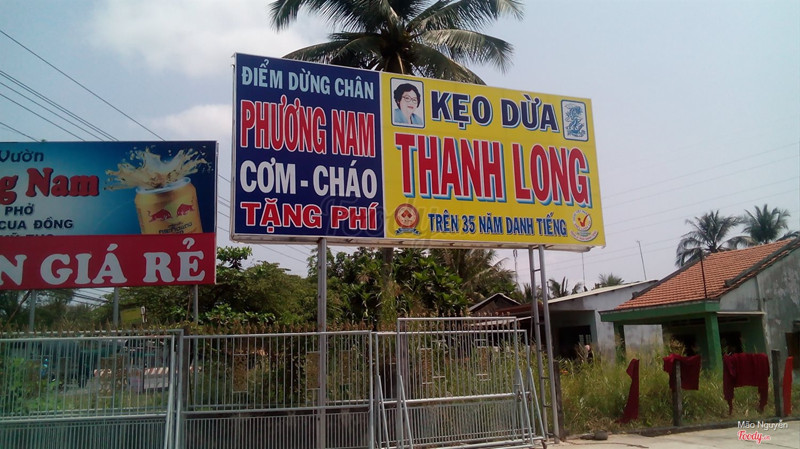 Vườn
ng Nam
PHỞ
CUA ĐỒNG
N GIÁ RẺ
ĐIỂM DỪNG CHÂN
PHƯƠNG NAM
CƠM - CHÁO
TẶNG PHÍ
KẸO DỪA
THANH LONG
TRÊN 35 NĂM DANH TIẾNG
Mão Nguyễn
Foody